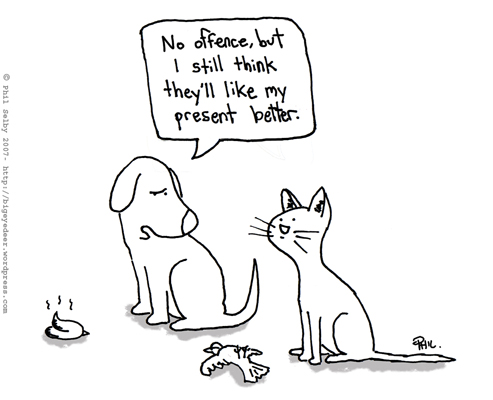 No offence, but
I still think
they'll like my
present better.
© Phil Selby 2007- http://bigeyedeer.wordpress.com
PHIL.